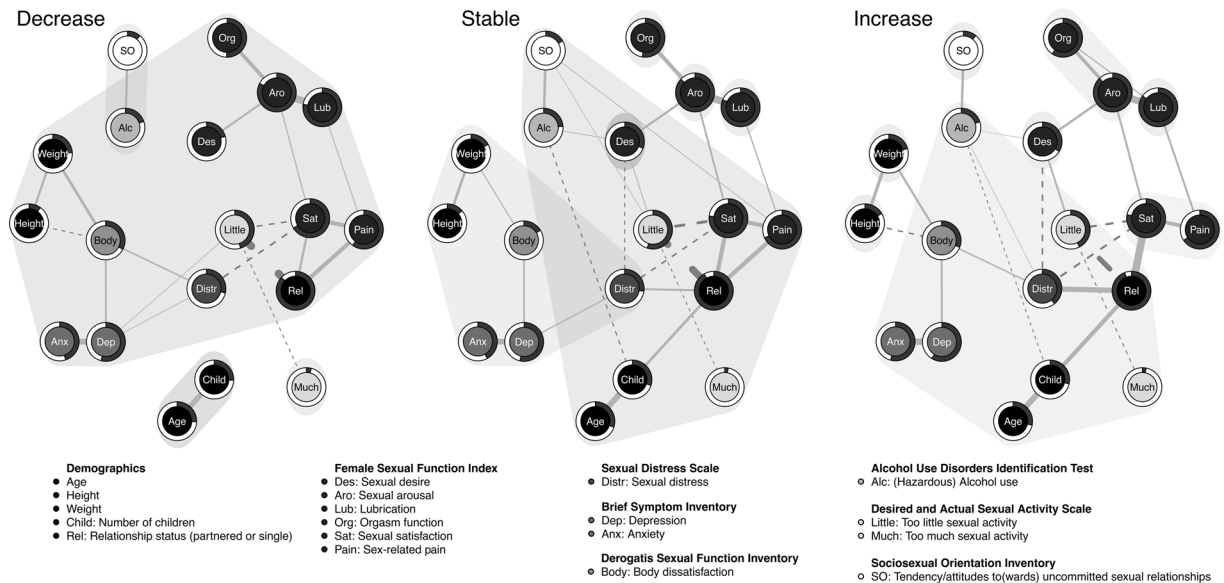 Decrease
SO
Org
Aro
Lub
Alc
Des
Weight
Height
Body
Little
Sat
Pain
Distr
Rel
Anx
Dep
Child
Much
Age
Stable
SO
Org
Aro
Lub
Alc
Des
Weight
Height
Body
Little
Sat
Pain
Distr
Rel
Anx
Dep
Child
Much
Age
Increase
SO
Org
Aro
Lub
Alc
Des
Weight
Height
Body
Little
Sat
Pain
Distr
Rel
Anx
Dep
Child
Much
Age
Demographics
Age
Height
Weight
Child: Number of children
Rel: Relationship status (partnered or single)
Female Sexual Function Index
Des: Sexual desire
Aro: Sexual arousal
Lub: Lubrication
Org: Orgasm function
Sat: Sexual satisfaction
Pain: Sex-related pain
Sexual Distress Scale
Distr: Sexual distress
Brief Symptom Inventory
Dep: Depression
Anx: Anxiety
Derogatis Sexual Function Inventory
Body: Body dissatisfaction
Alcohol Use Disorders Identification Test
Alc: (Hazardous) Alcohol use
Desired and Actual Sexual Activity Scale
Little: Too little sexual activity
Much: Too much sexual activity
Sociosexual Orientation Inventory
SO: Tendency/attitudes to(wards) uncommitted sexual relationships